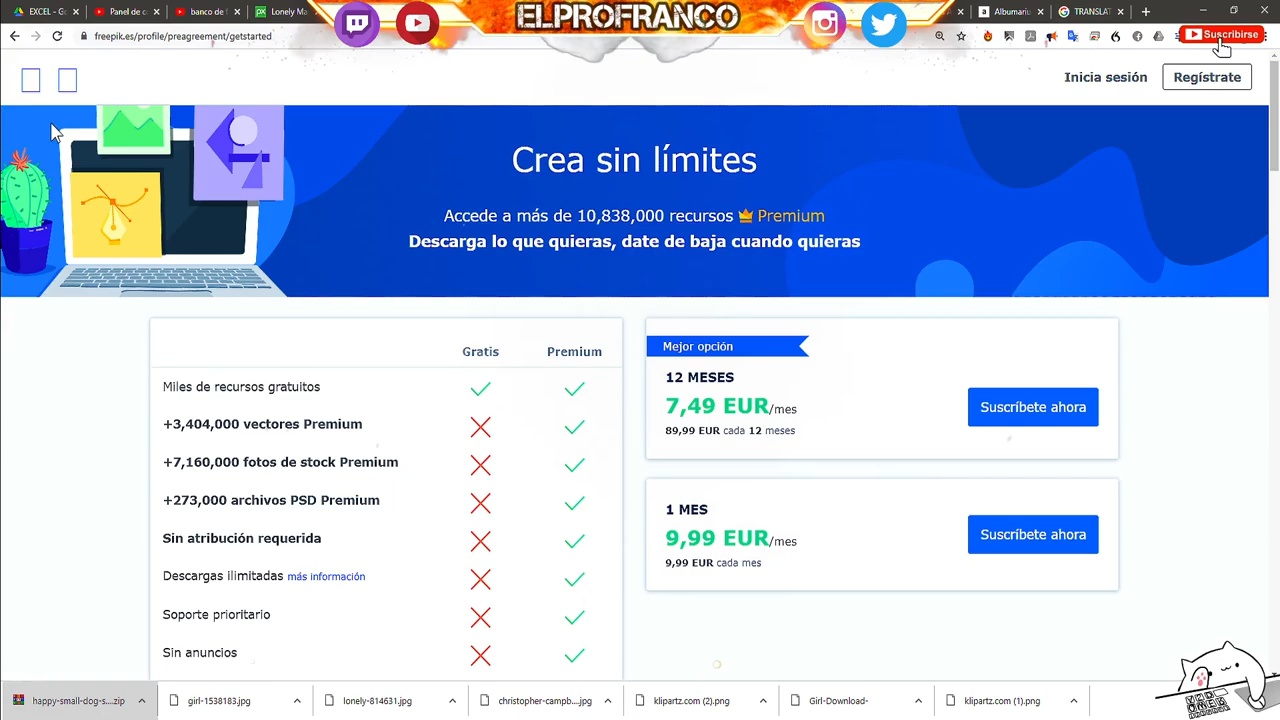 ELPROFRANCO
EXCEL - Go
Panel de c
banco de l
Lonely Ma
Albumariu
TRANSLAT
freepik.es/profile/preagreement/getstarted
Suscribirse
Inicia sesión
Regístrate
Crea sin límites
Accede a más de 10,838,000 recursos Premium
Descarga lo que quieras, date de baja cuando quieras
Gratis Premium
Miles de recursos gratuitos
+3,404,000 vectores Premium
+7,160,000 fotos de stock Premium
+273,000 archivos PSD Premium
Sin atribución requerida
Descargas ilimitadas más información
Soporte prioritario
Sin anuncios
Mejor opción
12 MESES
7,49 EUR/mes
89,99 EUR cada 12 meses
Suscríbete ahora
1 MES
9,99 EUR/mes
9,99 EUR cada mes
Suscríbete ahora
happy-small-dog-s....zip
girl-1538183.jpg
lonely-814631.jpg
christopher-campb....jpg
klipartz.com (2).png
Girl-Download-
klipartz.com (1).png